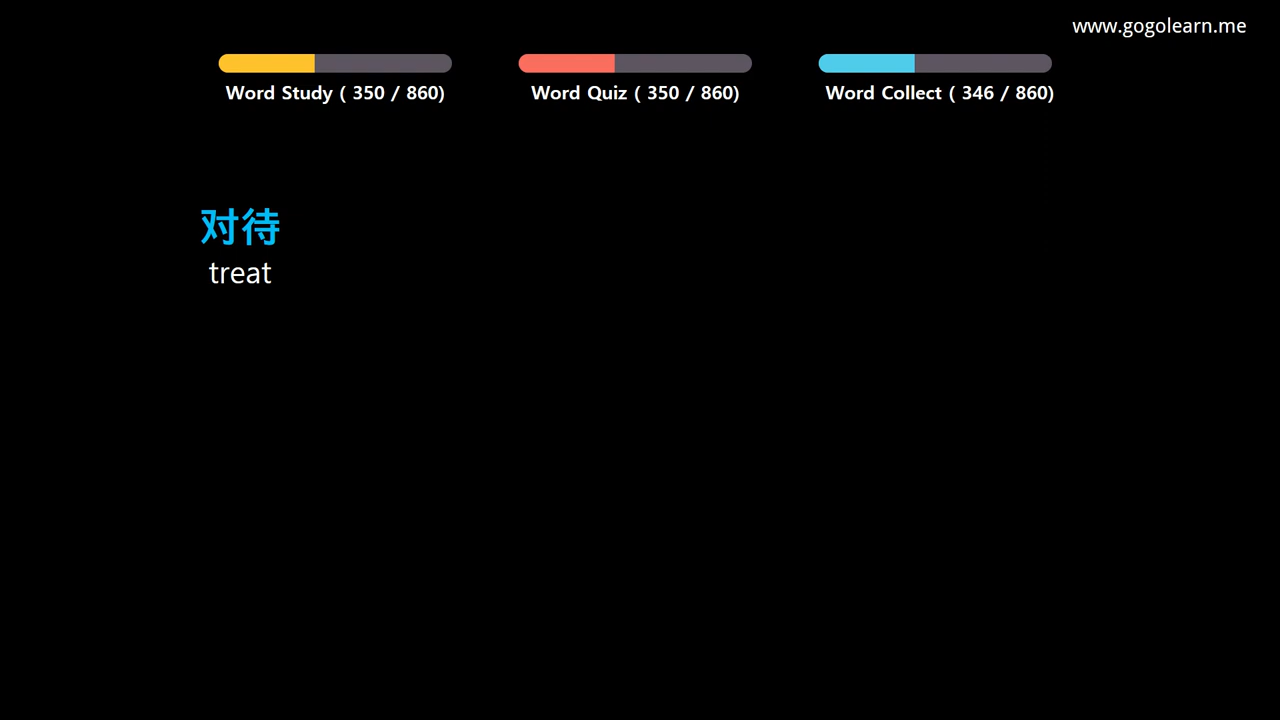 www.gogolearn.me
Word Study ( 350 / 860)
Word Quiz ( 350 / 860)
Word Collect ( 346 / 860)
对待
treat